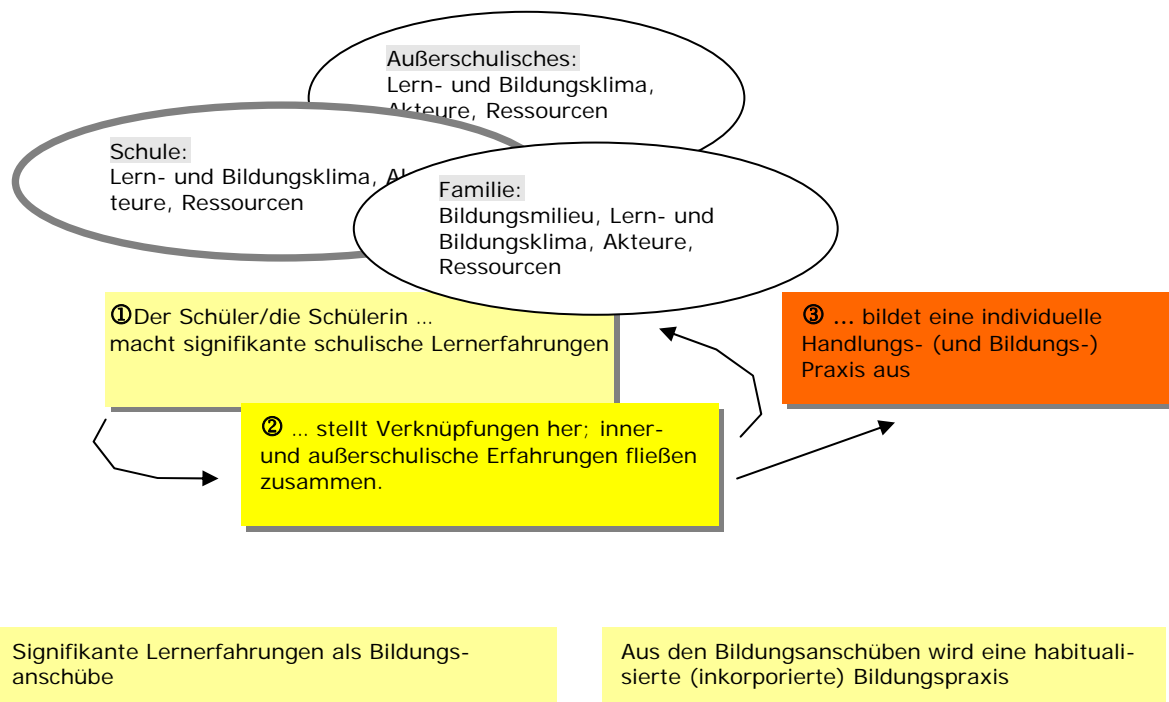 Außerschulisches:
Lern- und Bildungsklima,
Akteure, Ressourcen
Schule:
Lern- und Bildungsklima, Ak-
teure, Ressourcen
Familie:
Bildungsmilieu, Lern- und
Bildungsklima, Akteure,
Ressourcen
①Der Schüler/die Schülerin …
macht signifikante schulische Lernerfahrungen
② … stellt Verknüpfungen her; inner-
und außerschulische Erfahrungen fließen
zusammen.
③ … bildet eine individuelle
Handlungs- (und Bildungs-)
Praxis aus
Signifikante Lernerfahrungen als Bildungs-
anschübe
Aus den Bildungsanschüben wird eine habituali-
sierte (inkorporierte) Bildungspraxis